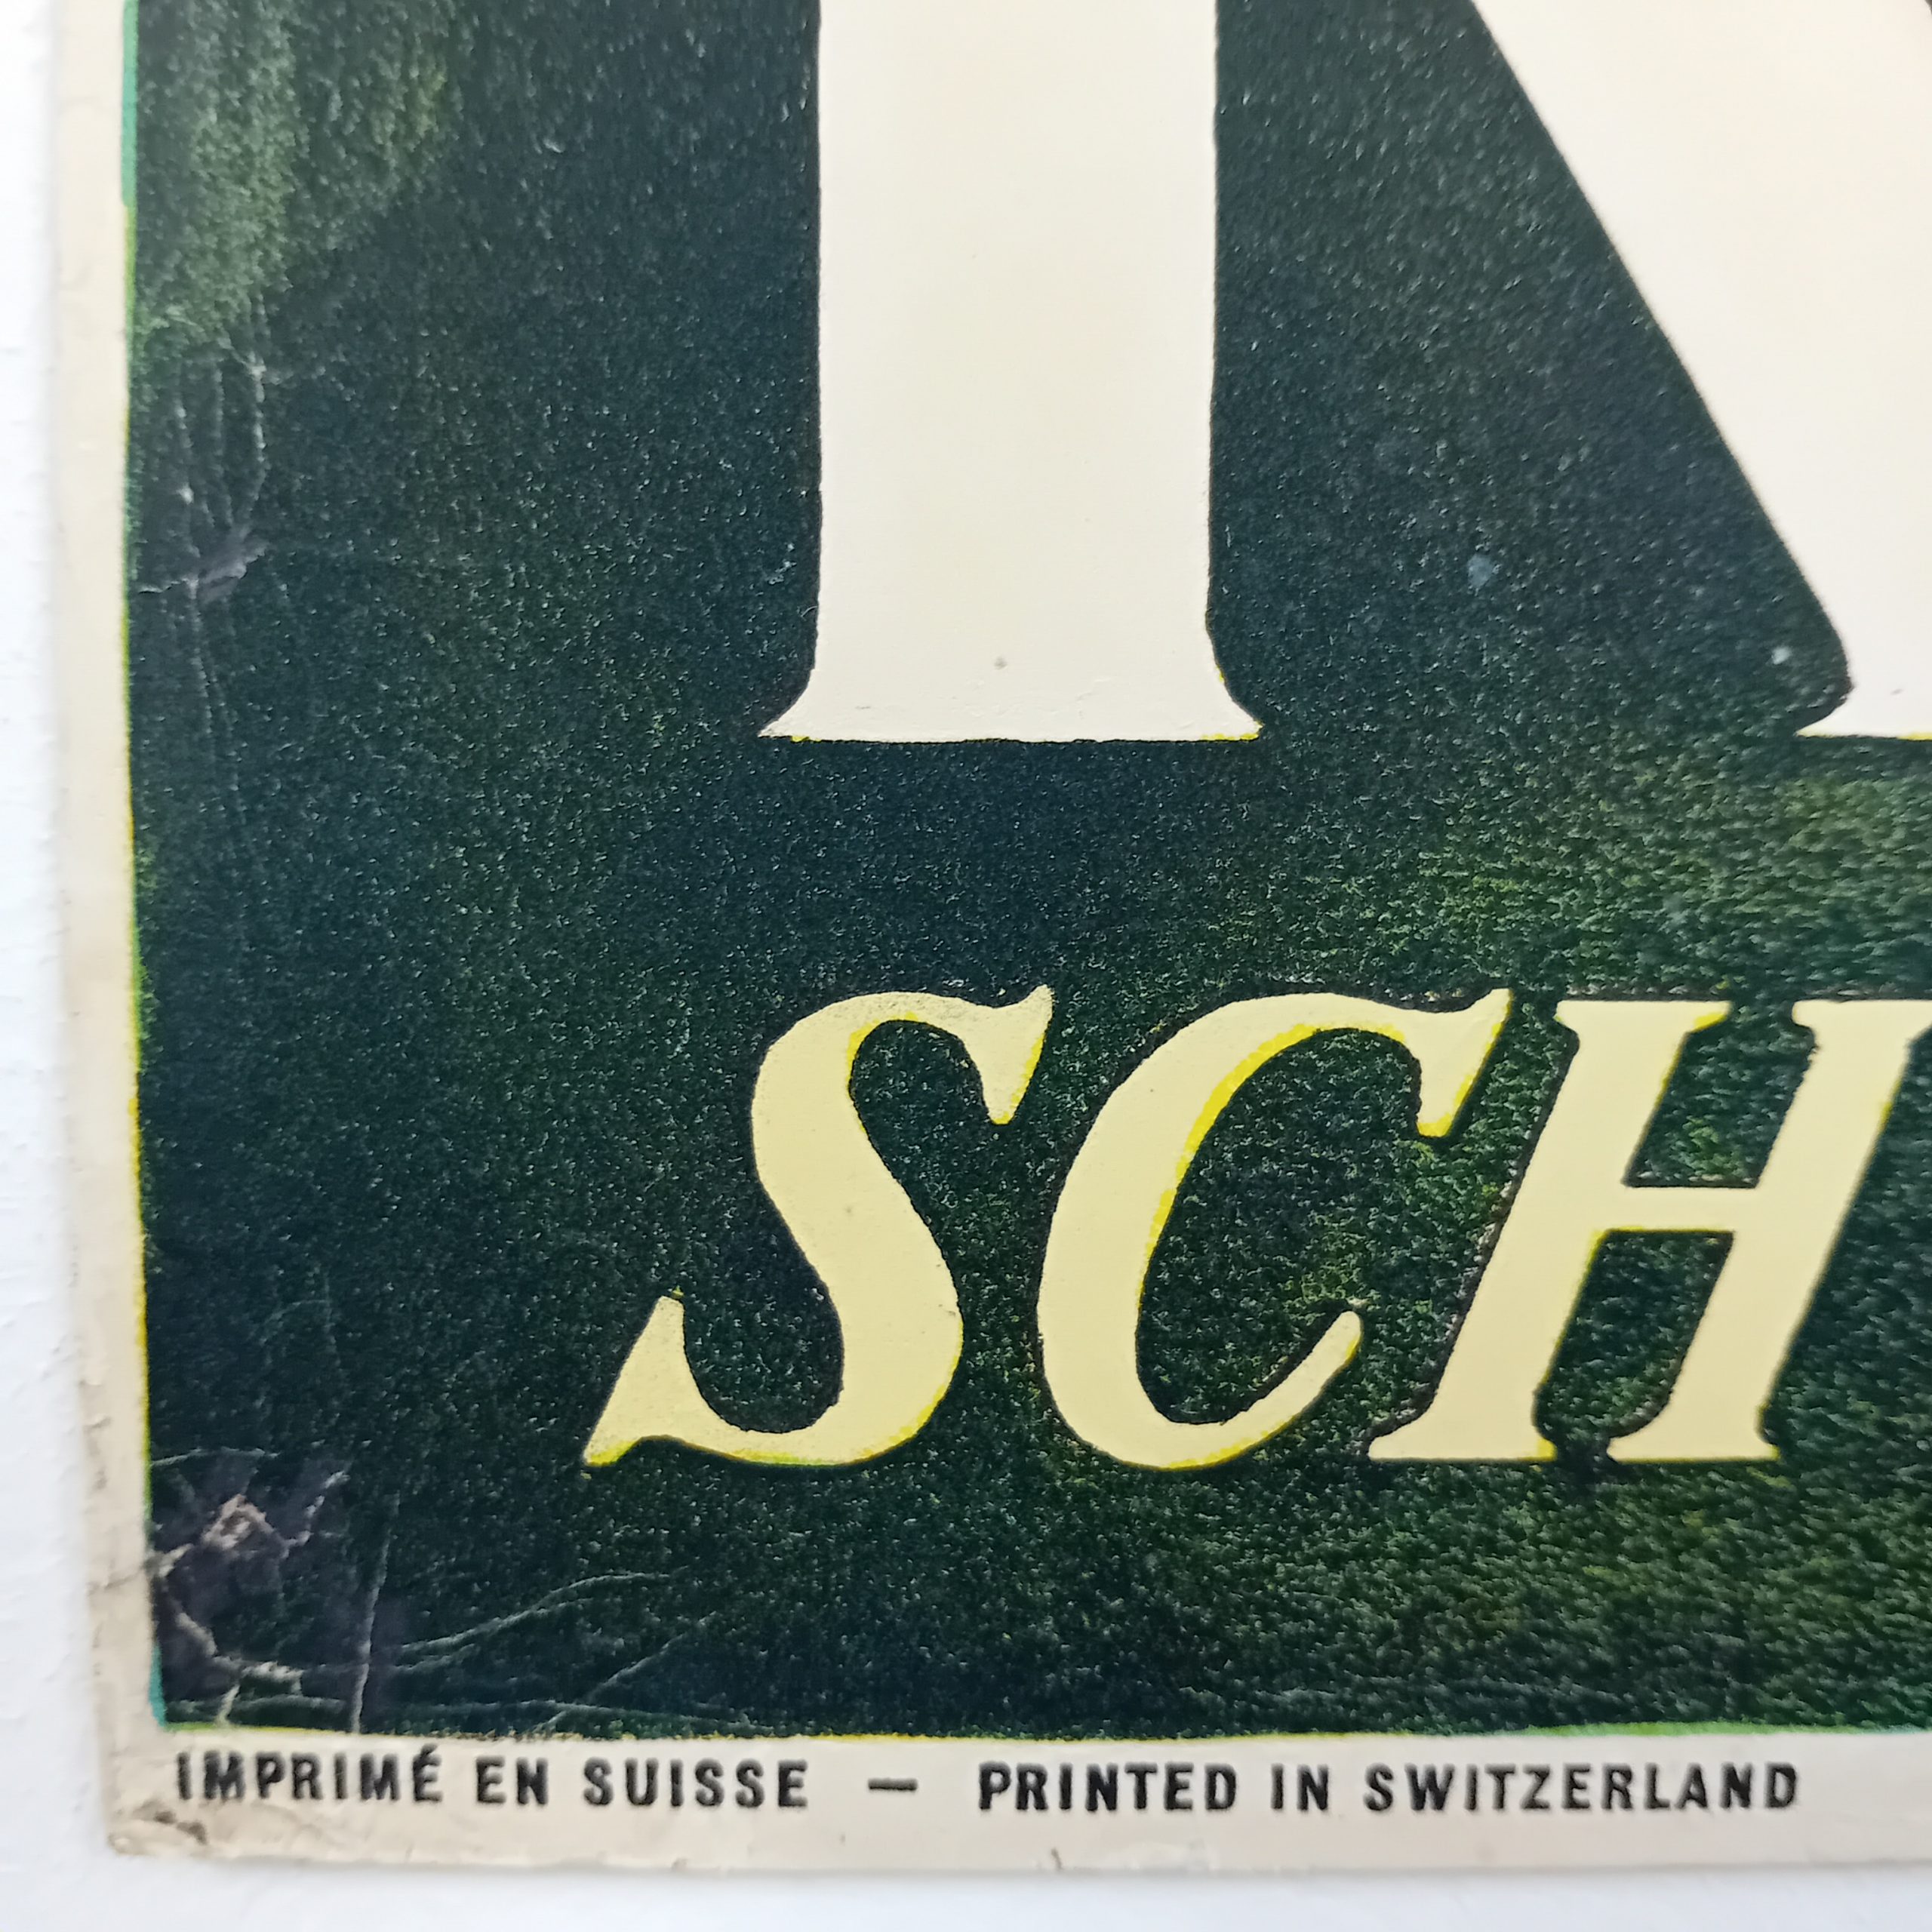 SCH
IMPRIMÉ EN SUISSE — PRINTED IN SWITZERLAND